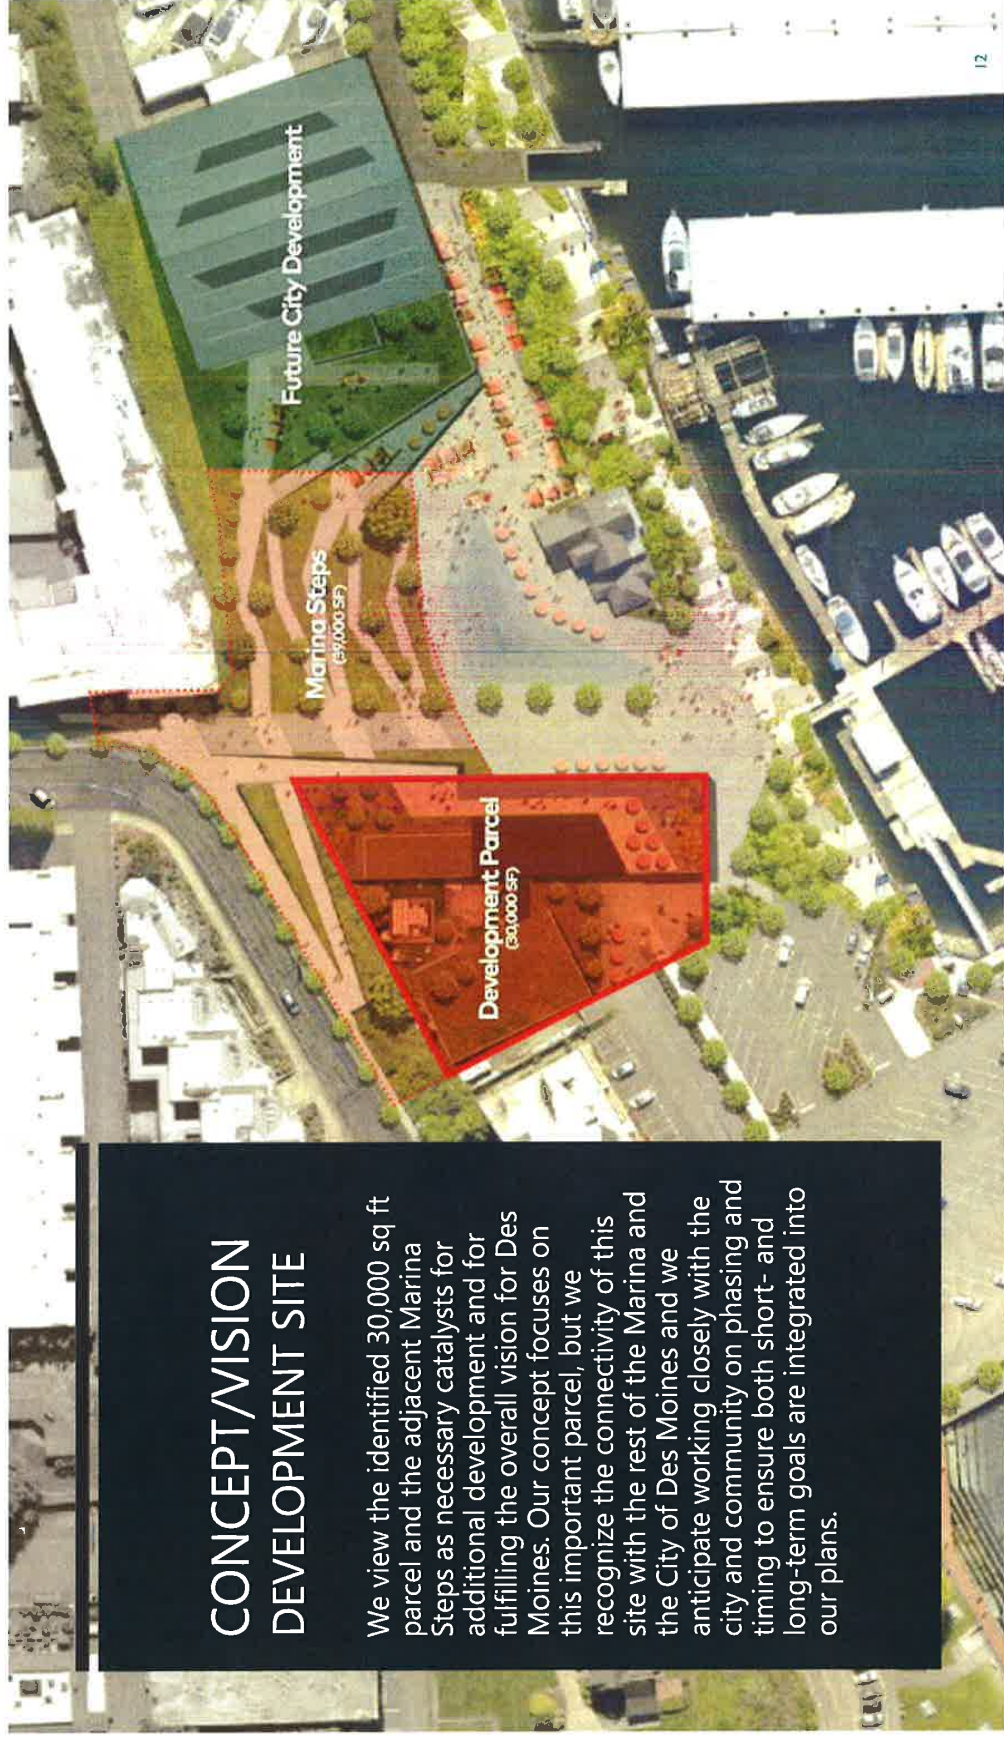 CONCEPT/VISION
DEVELOPMENT SITE
We view the identified 30,000 sq ft
parcel and the adjacent Marina
Steps as necessary catalysts for
additional development and for
fulfilling the overall vision for Des
Moines. Our concept focuses on
this important parcel, but we
recognize the connectivity of this
site with the rest of the Marina and
the City of Des Moines and we
anticipate working closely with the
city and community on phasing and
timing to ensure both short- and
long-term goals are integrated into
our plans.
Development Parcel
(30,000 SF)
Marina Steps
(39,000 SF)
Future City Development
12